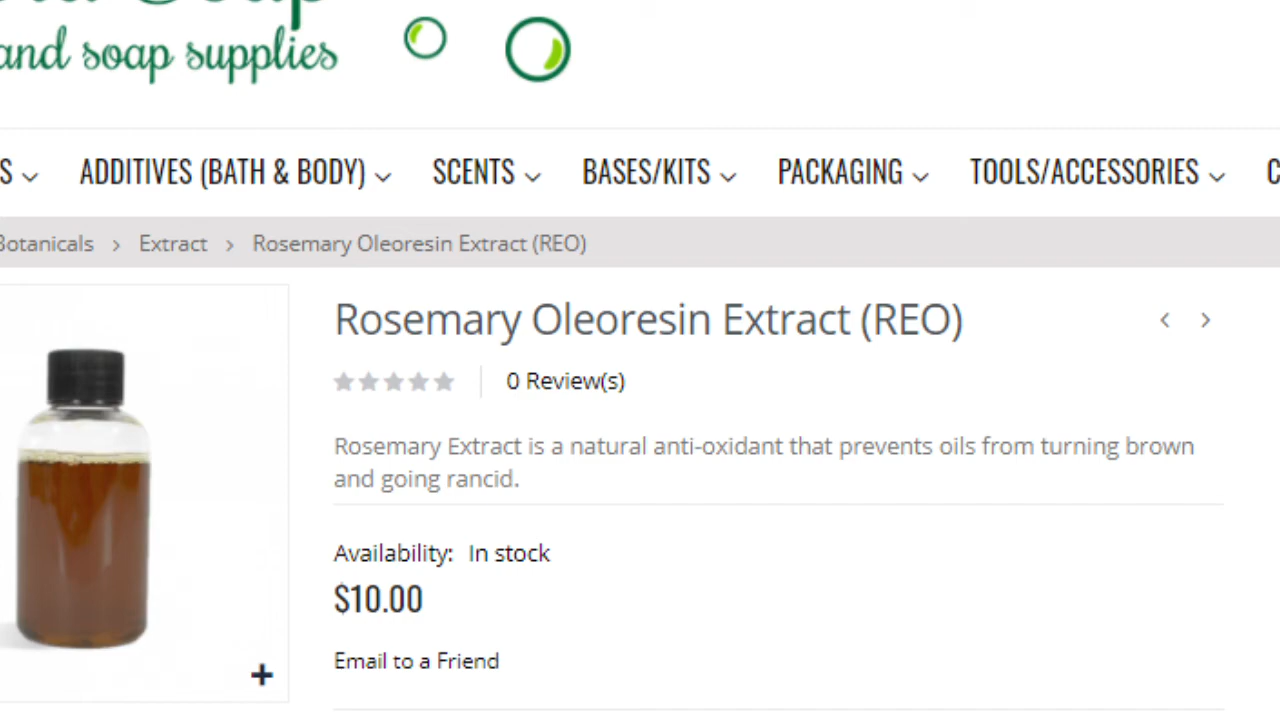 and soap supplies
ADDITIVES (BATH & BODY) SCENTS BASES/KITS PACKAGING TOOLS/ACCESSORIES
Botanicals > Extract > Rosemary Oleoresin Extract (REO)
Rosemary Oleoresin Extract (REO)
0 Review(s)
Rosemary Extract is a natural anti-oxidant that prevents oils from turning brown
and going rancid.
Availability: In stock
$10.00
Email to a Friend